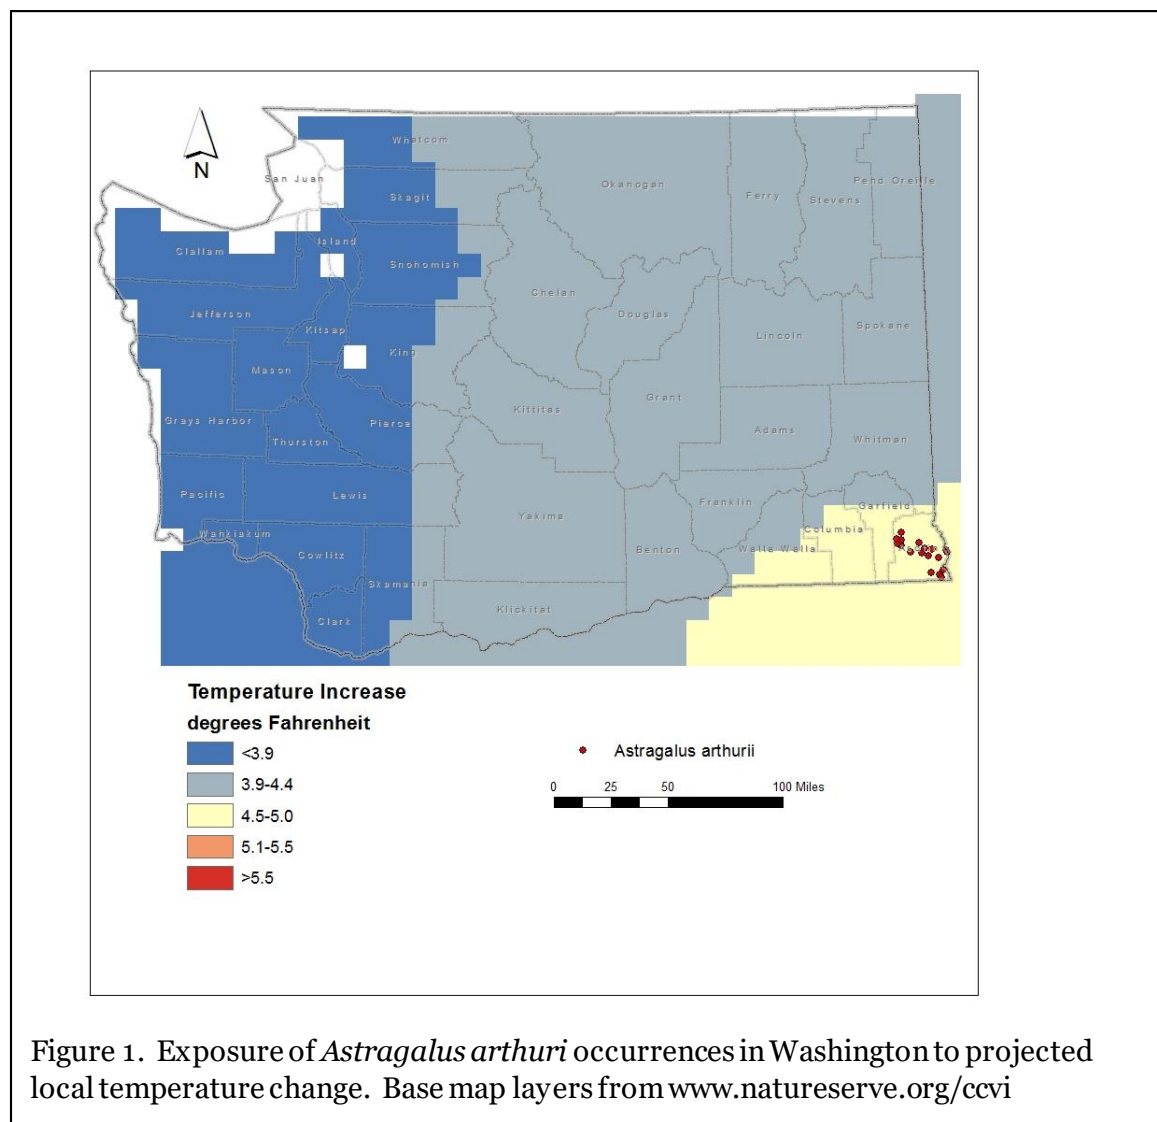 N
Whatcom
San Juan
Okanogan
Pend Oreille
Skagit
Ferry
Stevens
Island
Clallam
Snohomish
Chelan
Jefferson
Douglas
Kitsap
Spokane
Lincoln
King
Mason
Grant
Kittitas
Grays Harbor
Pierce
Adams
Whitman
Thurston
Pacific
Lewis
Franklin
Garfield
Yakima
Columbia
Wahkiakum
Cowlitz
Benton
Walla Walla
Skamania
Klickitat
Clark
Temperature Increase
degrees Fahrenheit
<3.9
3.9-4.4
4.5-5.0
5.1-5.5
>5.5
Astragalus arthurii
0 25 50 100 Miles
Figure 1. Exposure of Astragalus arthuri occurrences in Washington to projected
local temperature change. Base map layers from www.natureserve.org/ccvi